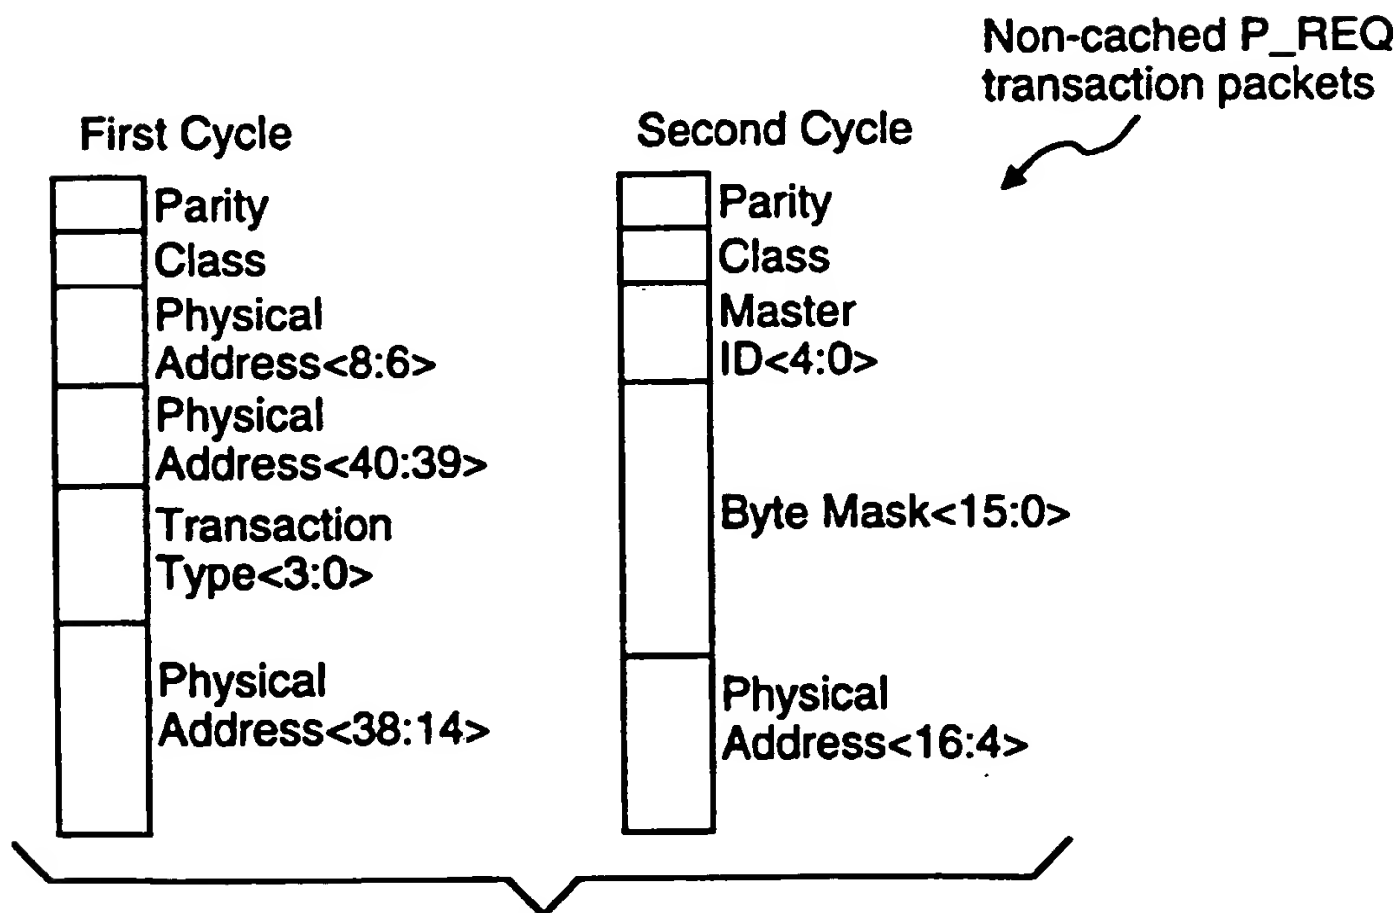 Non-cached P_REQ
transaction packets
First Cycle
Parity
Class
Physical
Address<8:6>
Physical
Address<40:39>
Transaction
Type<3:0>
Physical
Address<38:14>
Second Cycle
Parity
Class
Master
ID<4:0>
Byte Mask<15:0>
Physical
Address<16:4>